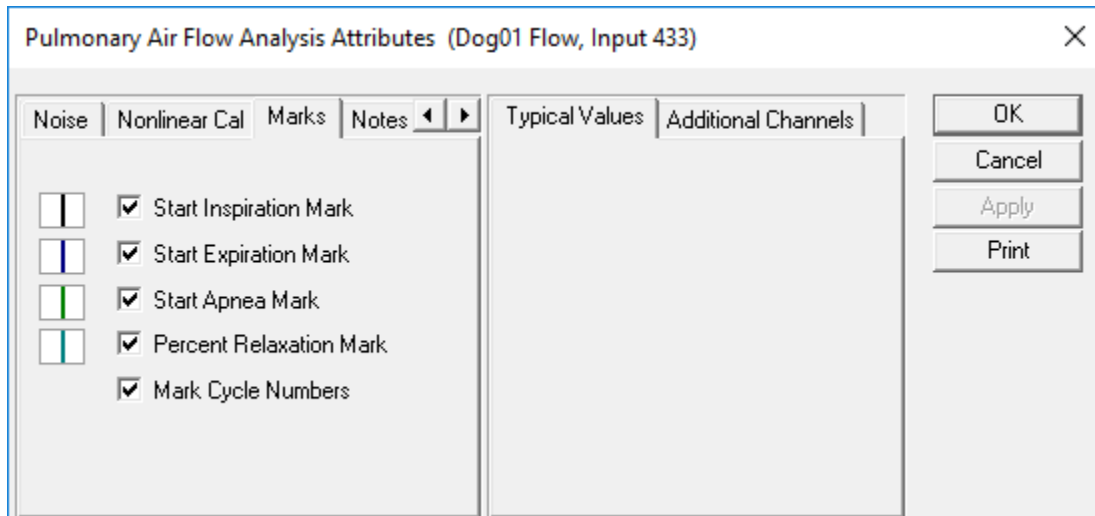 Pulmonary Air Flow Analysis Attributes (Dog01 Flow, Input 433)
Noise
Nonlinear Cal
Marks
Notes
Start Inspiration Mark
Start Expiration Mark
Start Apnea Mark
Percent Relaxation Mark
Mark Cycle Numbers
Typical Values
Additional Channels
OK
Cancel
Apply
Print